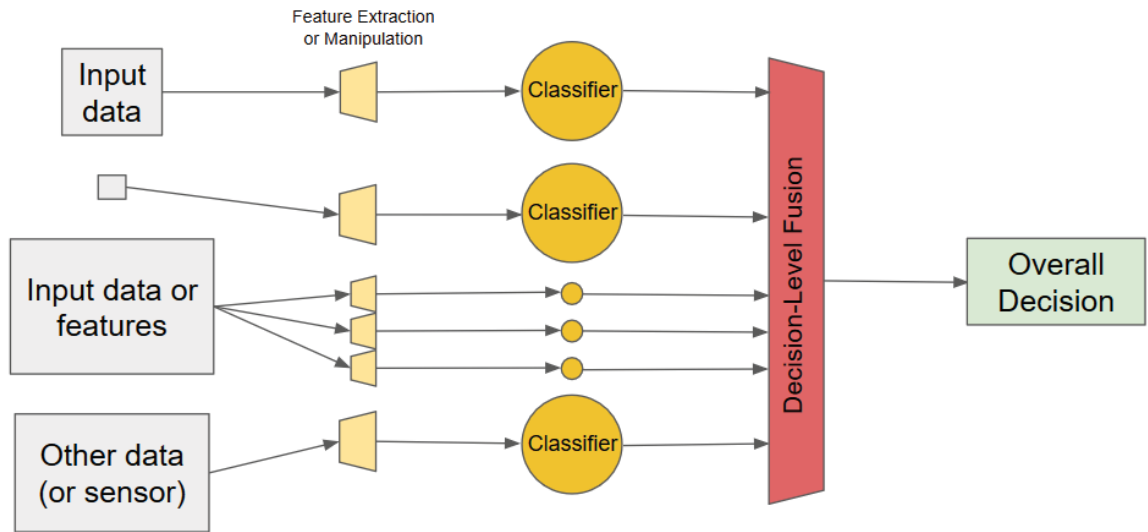 Feature Extraction
or Manipulation
Input
data
Classifier
Classifier
Input data or
features
Other data
(or sensor)
Classifier
Decision-Level Fusion
Overall
Decision